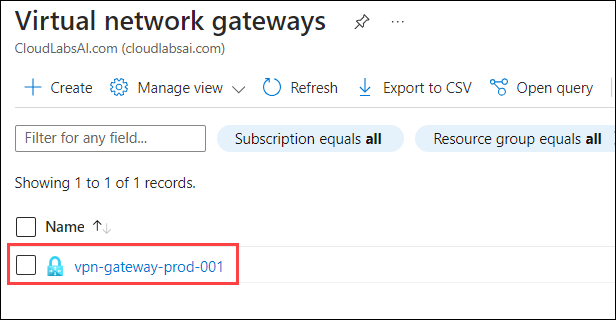 Virtual network gateways
CloudLabsAI.com (cloudlabsai.com)
Create Manage view Refresh Export to CSV Open query
Filter for any field... Subscription equals all Resource group equals all
Showing 1 to 1 of 1 records.
Name
vpn-gateway-prod-001